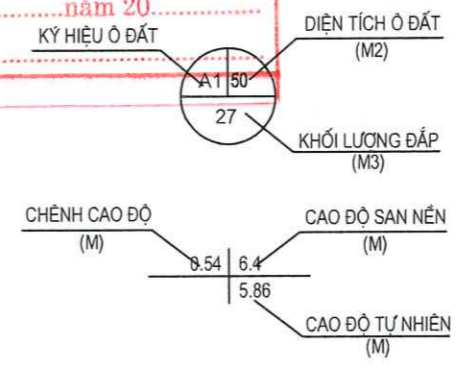 năm 20
KÝ HIỆU Ô ĐẤT
DIỆN TÍCH Ô ĐẤT
(M2)
A1 50
27
KHỐI LƯỢNG ĐẮP
(M3)
CHÊNH CAO ĐỘ
(M)
CAO ĐỘ SAN NỀN
(M)
0.54 6.4
5.86
CAO ĐỘ TỰ NHIÊN
(M)